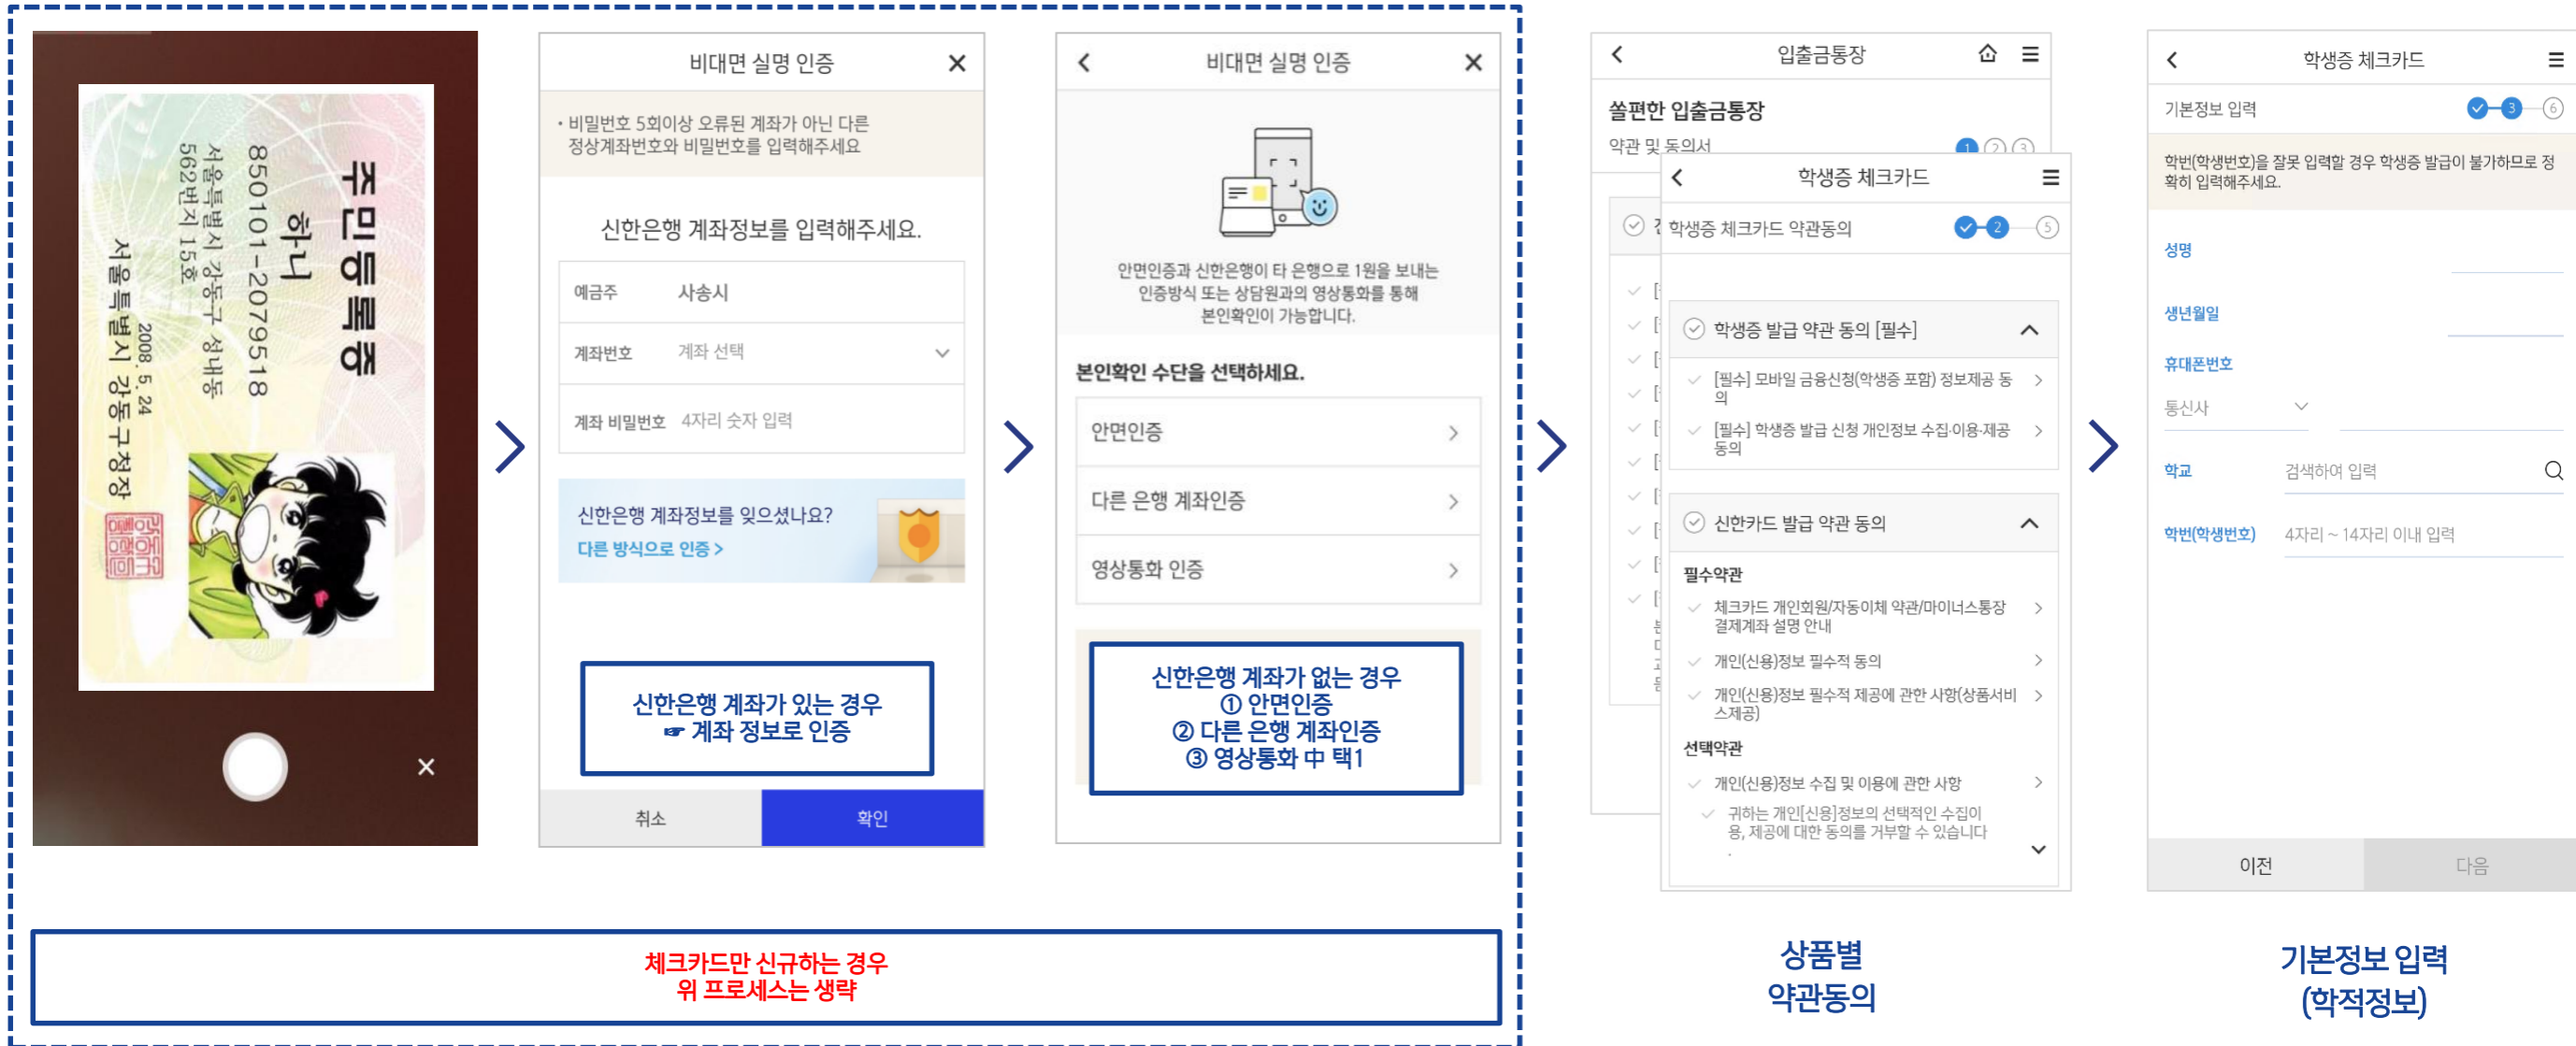 주민등록증
하니
850101-2079518
서울특별시 강동구 성내동
562번지 15호
2008. 5. 24
서울특별시 강동구청장
비대면 실명 인증
• 비밀번호 5회이상 오류된 계좌가 아닌 다른
정상계좌번호와 비밀번호를 입력해주세요
신한은행 계좌정보를 입력해주세요.
예금주 사송시
계좌번호 계좌 선택
계좌 비밀번호 4자리 숫자 입력
신한은행 계좌정보를 잊으셨나요?
다른 방식으로 인증 >
신한은행 계좌가 있는 경우
☞ 계좌 정보로 인증
취소 확인
비대면 실명 인증
안면인증과 신한은행이 타 은행으로 1원을 보내는
인증방식 또는 상담원과의 영상통화를 통해
본인확인이 가능합니다.
본인확인 수단을 선택하세요.
안면인증
다른 은행 계좌인증
영상통화 인증
신한은행 계좌가 없는 경우
① 안면인증
② 다른 은행 계좌인증
③ 영상통화 中 택1
체크카드만 신규하는 경우
위 프로세스는 생략
입출금통장
쏠편한 입출금통장
약관 및 동의서
1 2 3
학생증 체크카드
학생증 체크카드 약관동의 2 5
학생증 발급 약관 동의 [필수]
[필수] 모바일 금융신청(학생증 포함) 정보제공 동
의
[필수] 학생증 발급 신청 개인정보 수집·이용·제공
동의
신한카드 발급 약관 동의
필수약관
체크카드 개인회원/자동이체 약관/마이너스통장
결제계좌 설명 안내
개인(신용)정보 필수적 동의
개인(신용)정보 필수적 제공에 관한 사항(상품서비
스제공)
선택약관
개인(신용)정보 수집 및 이용에 관한 사항
귀하는 개인[신용]정보의 선택적인 수집이
용, 제공에 대한 동의를 거부할 수 있습니다
.
상품별
약관동의
학생증 체크카드
기본정보 입력 3 6
학번(학생번호)을 잘못 입력할 경우 학생증 발급이 불가하므로 정
확히 입력해주세요.
성명
생년월일
휴대폰번호
통신사
학교 검색하여 입력
학번(학생번호) 4자리 ~ 14자리 이내 입력
이전 다음
기본정보 입력
(학적정보)